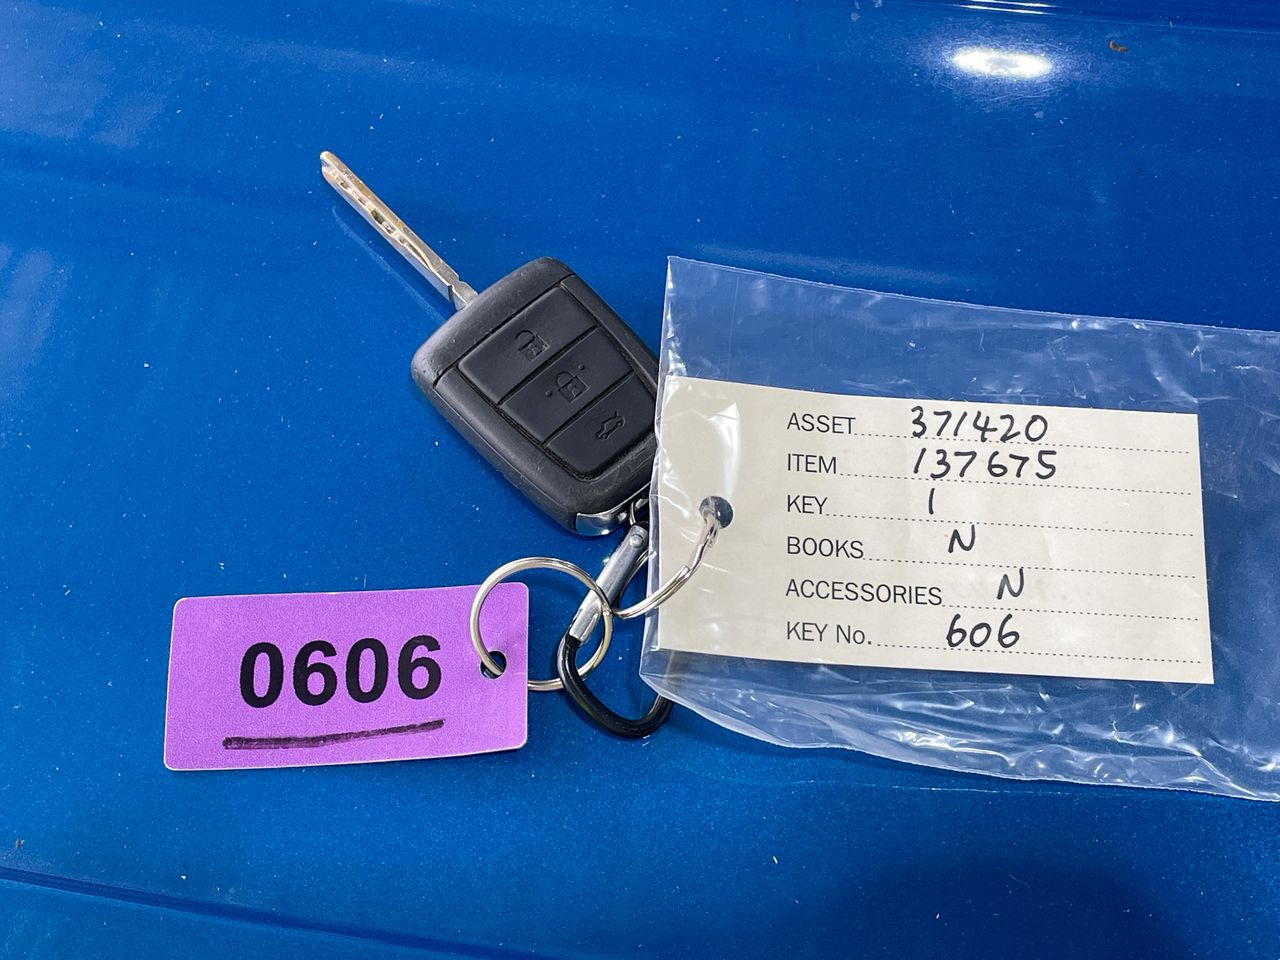 ASSET 371420
ITEM 137675
KEY 1
BOOKS N
ACCESSORIES N
KEY No. 606
0606